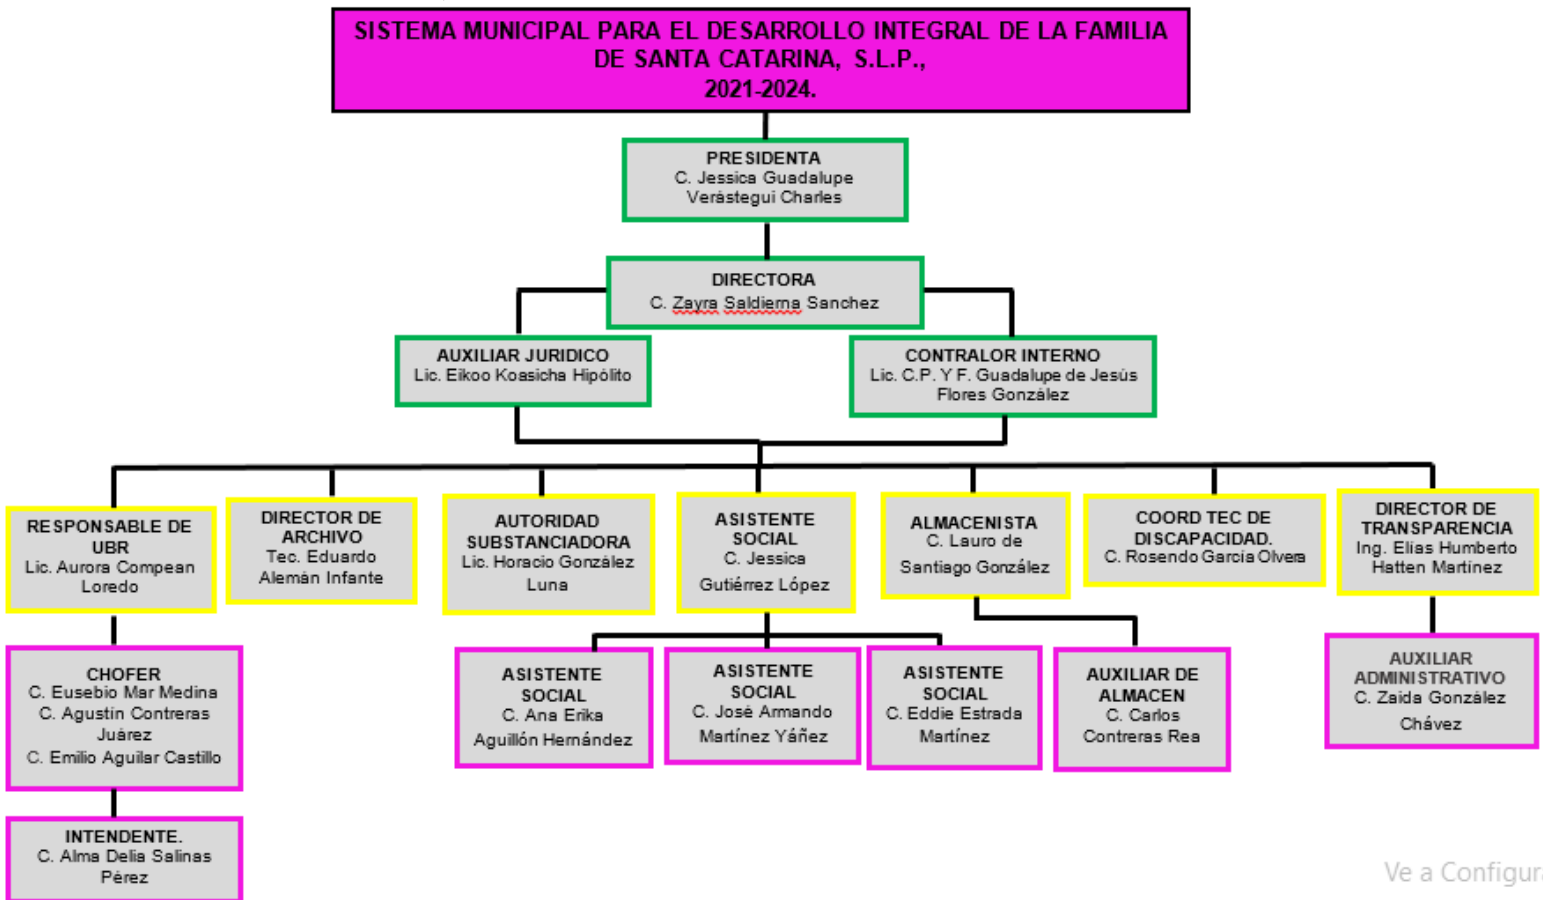 SISTEMA MUNICIPAL PARA EL DESARROLLO INTEGRAL DE LA FAMILIA
DE SANTA CATARINA, S.L.P.,
2021-2024.
PRESIDENTA
C. Jessica Guadalupe
Verástegui Charles
DIRECTORA
C. Zayra Saldierna Sanchez
AUXILIAR JURIDICO
Lic. Eikoo Koasicha Hipólito
CONTRALOR INTERNO
Lic. C.P. Y F. Guadalupe de Jesús
Flores González
RESPONSABLE DE
UBR
Lic. Aurora Compean
Loredo
DIRECTOR DE
ARCHIVO
Tec. Eduardo
Alemán Infante
AUTORIDAD
SUBSTANCIADORA
Lic. Horacio González
Luna
ASISTENTE
SOCIAL
C. Jessica
Gutiérrez López
ALMACENISTA
C. Lauro de
Santiago González
COORD TEC DE
DISCAPACIDAD.
C. Rosendo García Olvera
DIRECTOR DE
TRANSPARENCIA
Ing. Elías Humberto
Hatten Martínez
CHOFER
C. Eusebio Mar Medina
C. Agustín Contreras
Juárez
C. Emilio Aguilar Castillo
ASISTENTE
SOCIAL
C. Ana Erika
Aguillón Hernández
ASISTENTE
SOCIAL
C. José Armando
Martínez Yáñez
ASISTENTE
SOCIAL
C. Eddie Estrada
Martínez
AUXILIAR DE
ALMACEN
C. Carlos
Contreras Rea
AUXILIAR
ADMINISTRATIVO
C. Zaida González
Chávez
INTENDENTE.
C. Alma Delia Salinas
Pérez
Ve a Configur